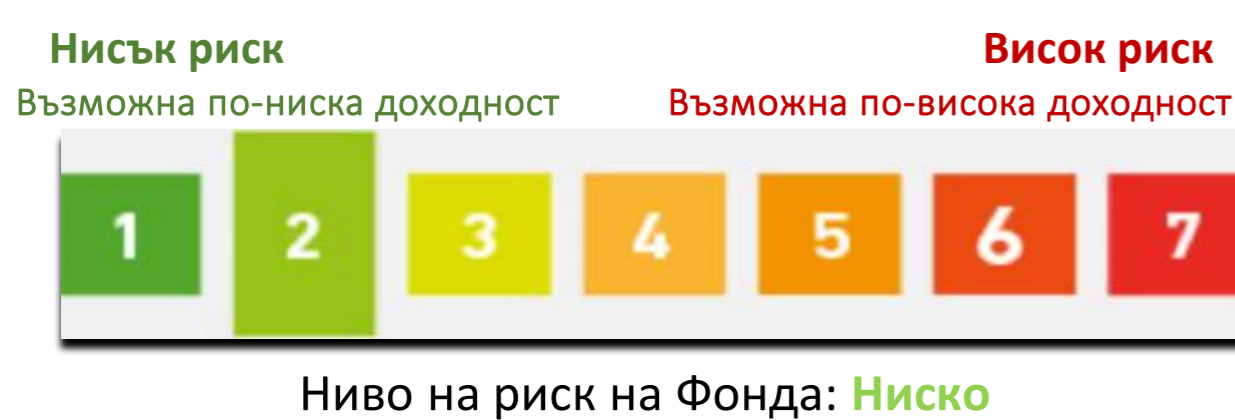 Нисък риск Висок риск
Възможна по-ниска доходност Възможна по-висока доходност
1 2 3 4 5 6 7
Ниво на риск на Фонда: Ниско